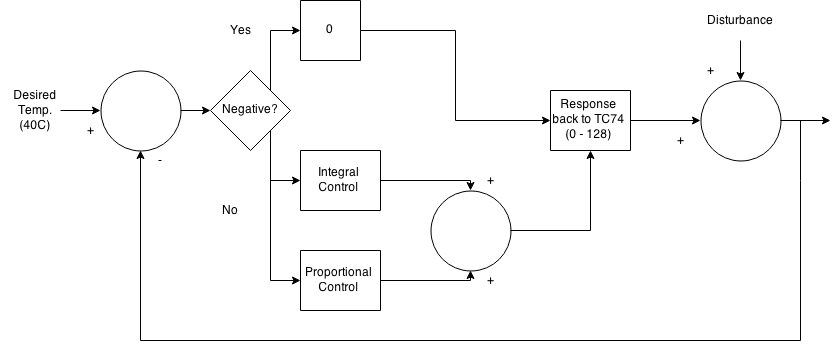 Disturbance
Yes
0
+
Desired
Temp.
(40C)
+
-
Negative?
Response
back to TC74
(0 - 128)
+
Integral
Control
+
No
Proportional
Control
+